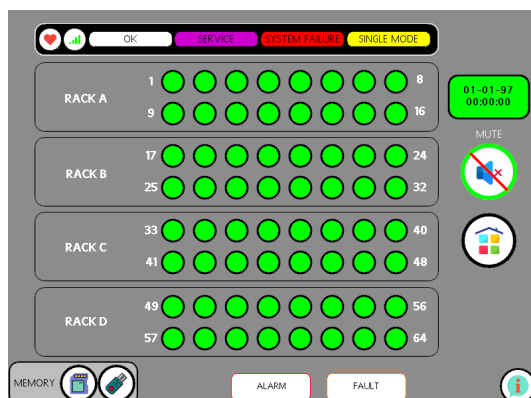 OK SERVICE SYSTEM FAILURE SINGLE MODE
1 8
RACK A
9 16
17 24
RACK B
25 32
33 40
RACK C
41 48
49 56
RACK D
57 64
01-01-97
00:00:00
MUTE
MEMORY
ALARM FAULT
i